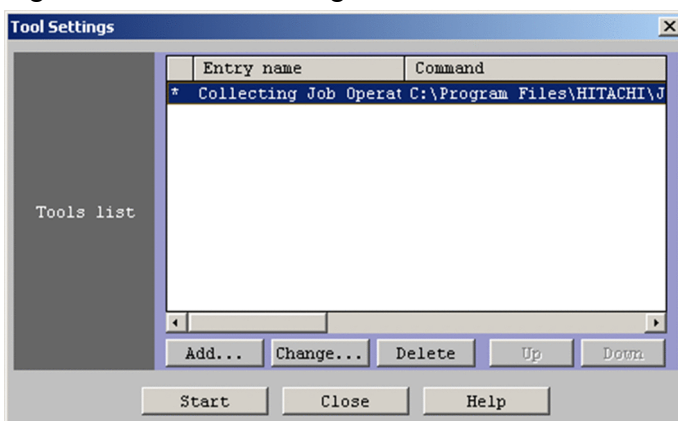 Tool Settings
Entry name Command
* Collecting Job Operat C:\Program Files\HITACHI\J
Tools list
Add... Change... Delete Up Down
Start Close Help